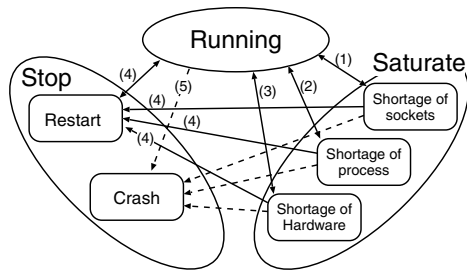 Running
Stop
Saturate
(4)
(5)
(1)
(2)
(3)
Restart
(4)
(4)
(4)
Shortage of
sockets
Shortage of
process
Crash
Shortage of
Hardware